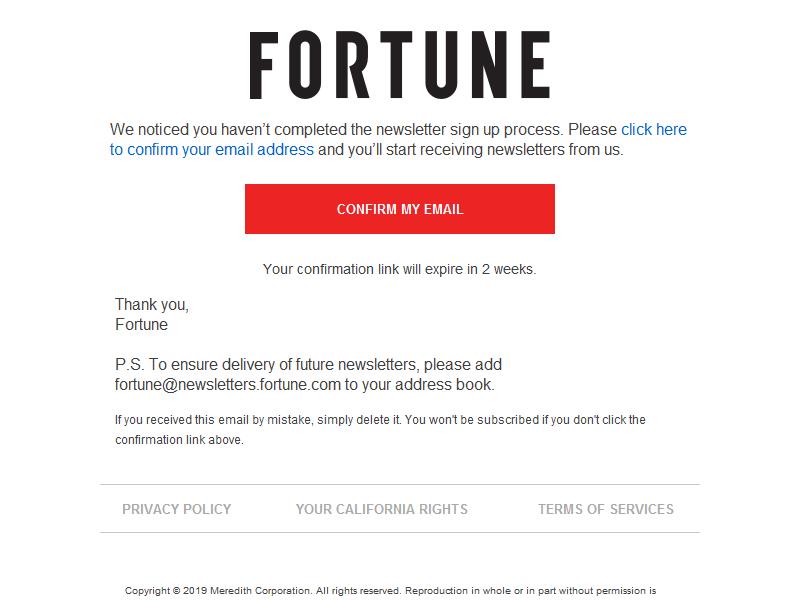 FORTUNE
We noticed you haven’t completed the newsletter sign up process. Please click here
to confirm your email address and you’ll start receiving newsletters from us.
CONFIRM MY EMAIL
Your confirmation link will expire in 2 weeks.
Thank you,
Fortune
P.S. To ensure delivery of future newsletters, please add
fortune@newsletters.fortune.com to your address book.
If you received this email by mistake, simply delete it. You won't be subscribed if you don't click the
confirmation link above.
PRIVACY POLICY YOUR CALIFORNIA RIGHTS TERMS OF SERVICES
Copyright © 2019 Meredith Corporation. All rights reserved. Reproduction in whole or in part without permission is